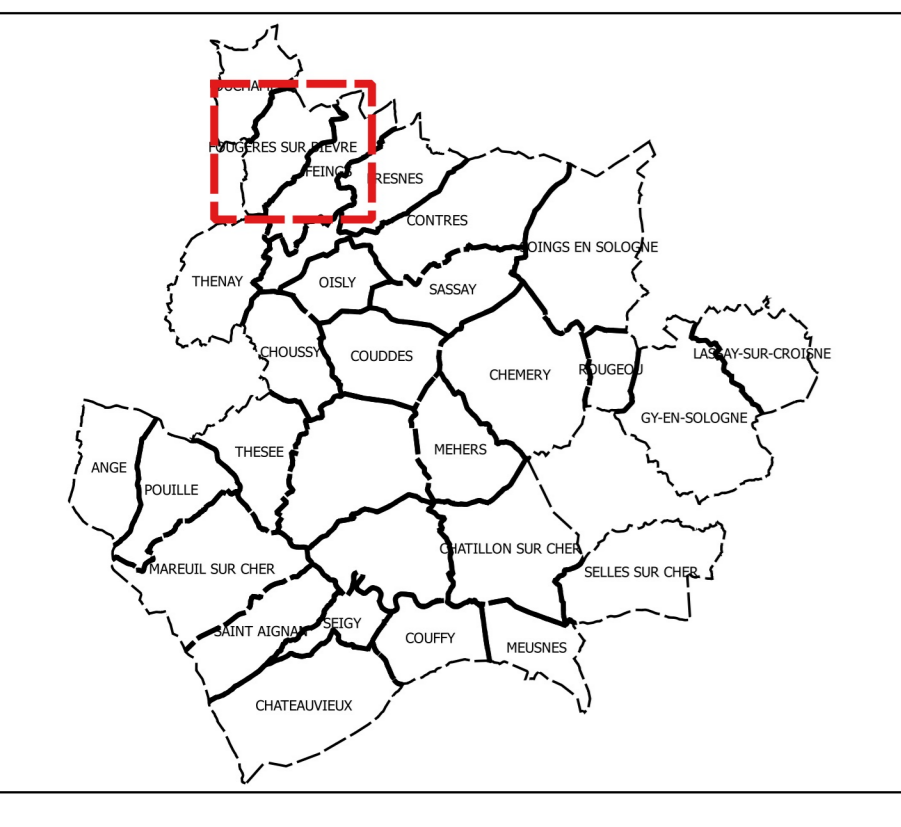 FOUGERES SUR BIEVRE
FEINGS
FRESNES
CONTRES
SOINGS EN SOLOGNE
THENAY
OISLY
SASSAY
CHOUSSY
COUDDES
CHEMERY
ROUGEOU
LASSAY-SUR-CROISNE
GY-EN-SOLOGNE
THESEE
MEHERS
ANGE
POUILLE
MAREUIL SUR CHER
CHATILLON SUR CHER
SELLES SUR CHER
SAINT AIGNAN
SEIGY
COUFFY
MEUSNES
CHATEAUVIEUX